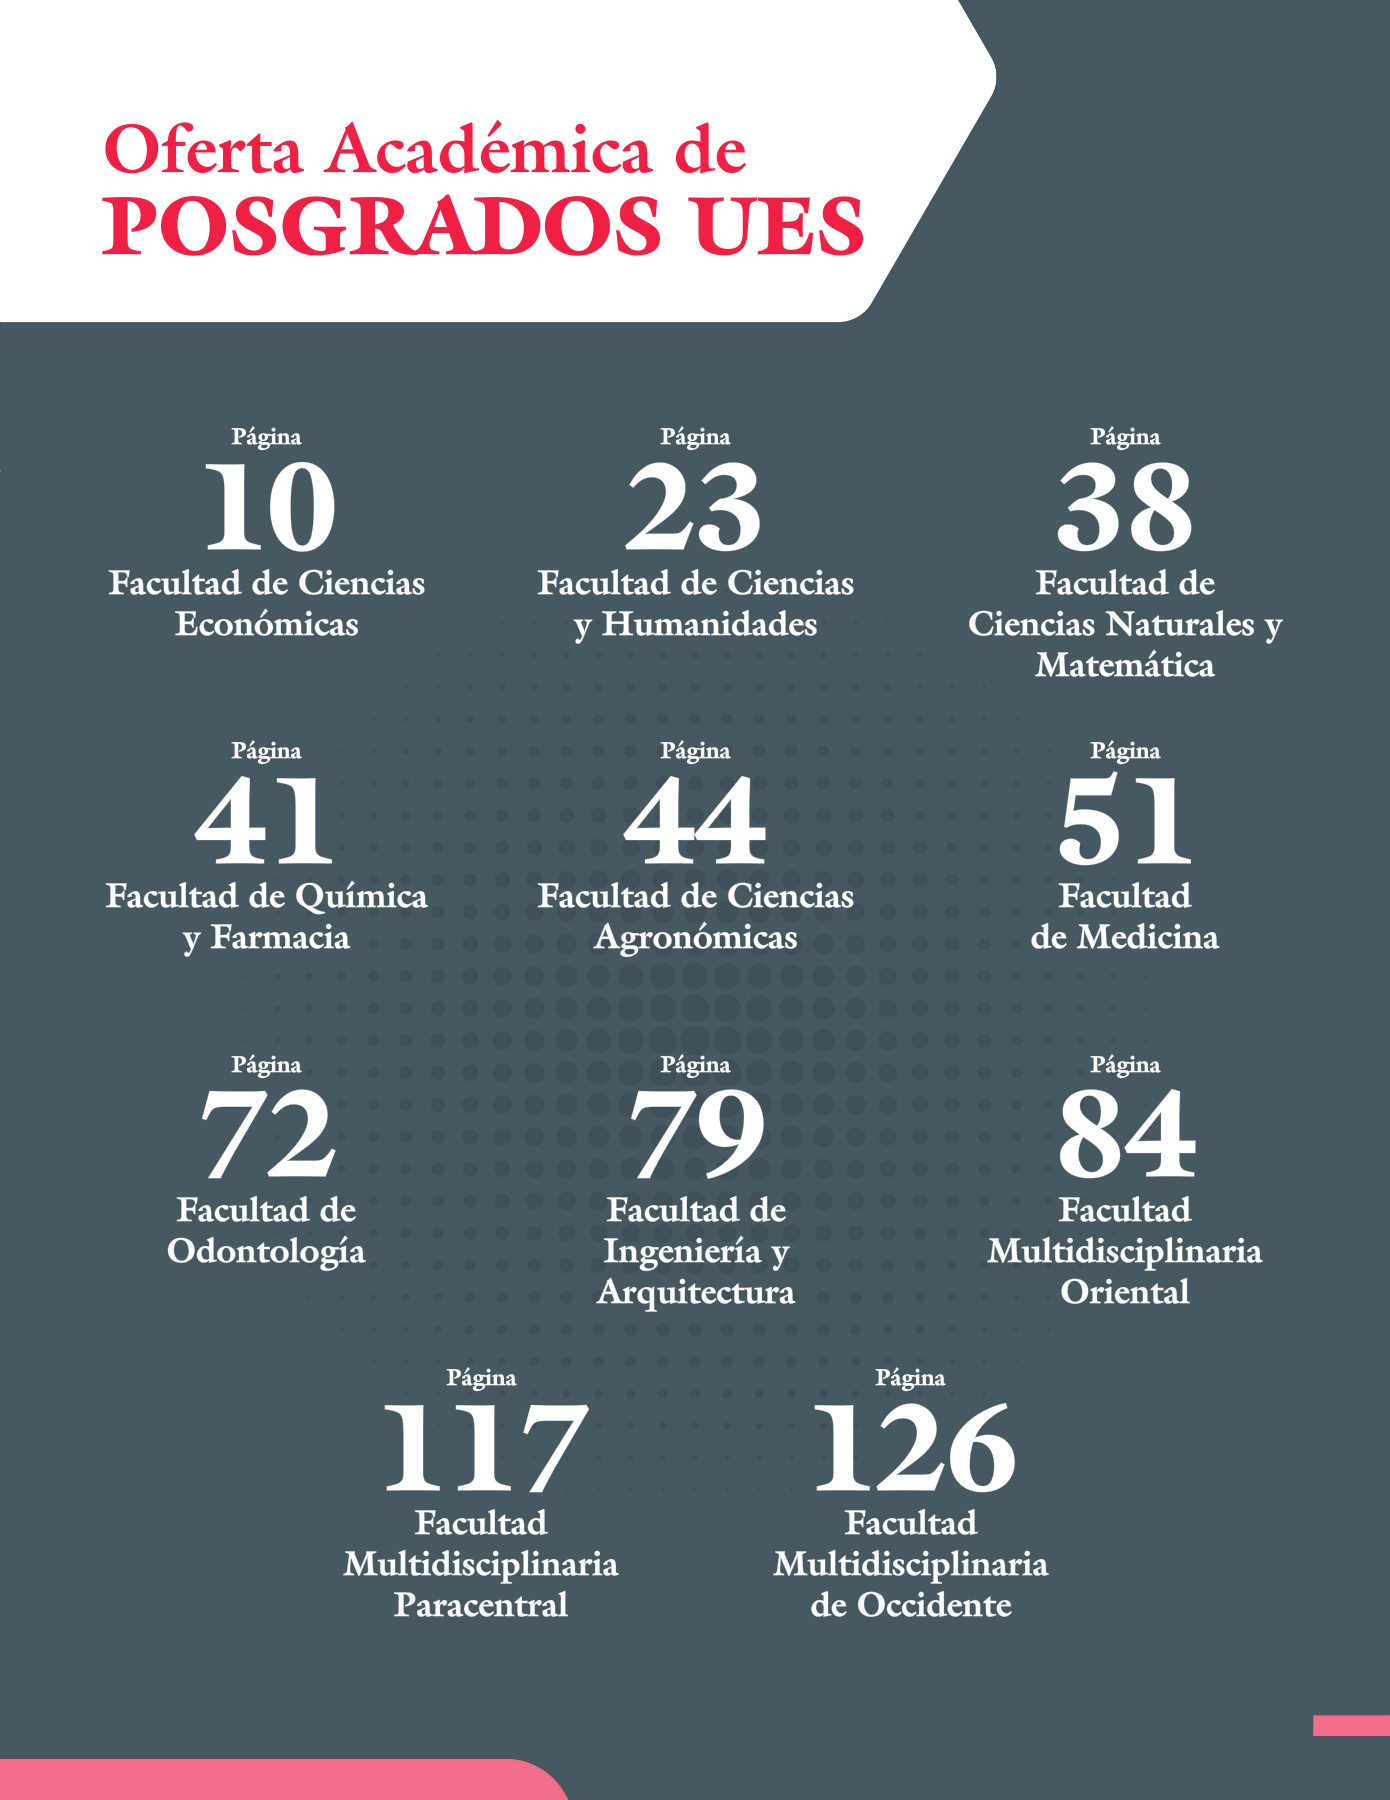 Oferta Académica de
POSGRADOS UES
Página
10
Facultad de Ciencias
Económicas
Página
23
Facultad de Ciencias
y Humanidades
Página
38
Facultad de
Ciencias Naturales y
Matemática
Página
41
Facultad de Química
y Farmacia
Página
44
Facultad de Ciencias
Agronómicas
Página
51
Facultad
de Medicina
Página
72
Facultad de
Odontología
Página
79
Facultad de
Ingeniería y
Arquitectura
Página
84
Facultad
Multidisciplinaria
Oriental
Página
117
Facultad
Multidisciplinaria
Paracentral
Página
126
Facultad
Multidisciplinaria
de Occidente